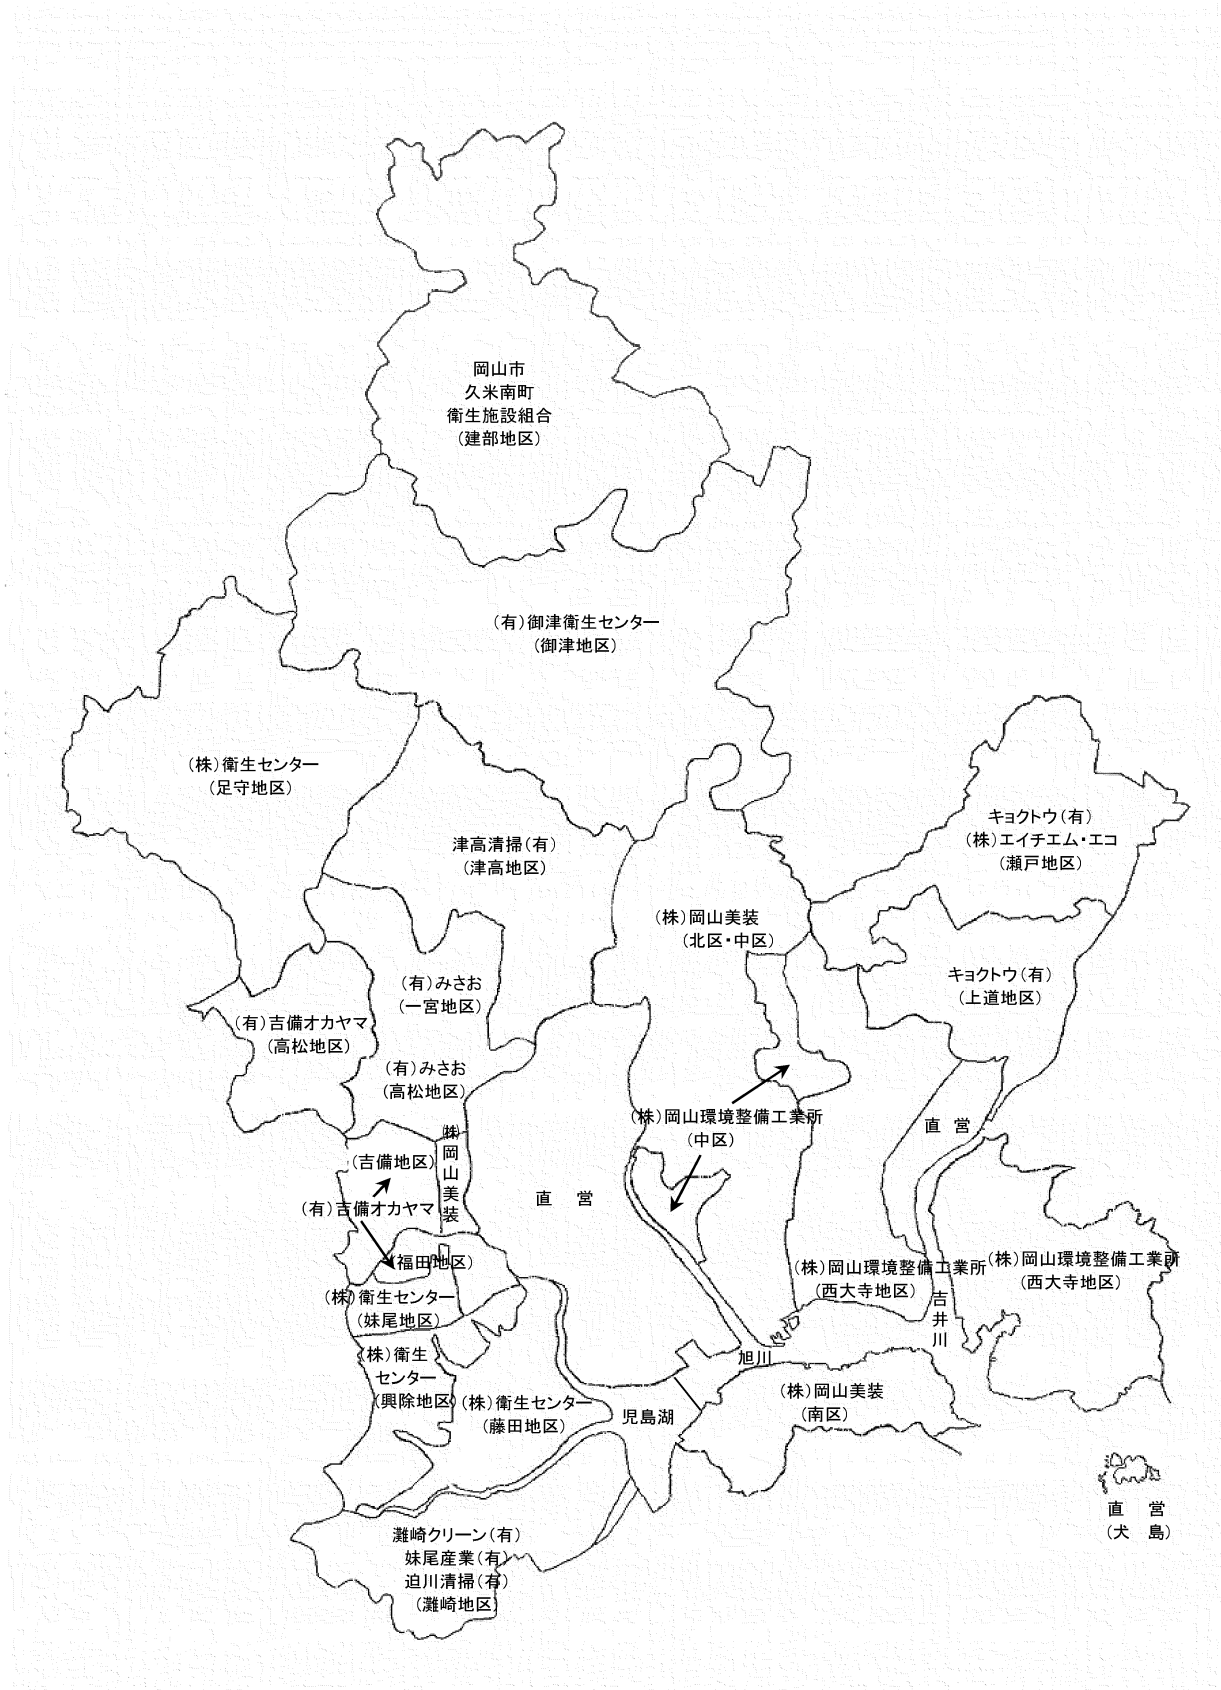 岡山市
久米南町
衛生施設組合
（建部地区）
（有）御津衛生センター
（御津地区）
（株）衛生センター
（足守地区）
津高清掃（有）
（津高地区）
キョクトウ（有）
（株）エイチエム・エコ
（瀬戸地区）
（株）岡山美装
（北区・中区）
キョクトウ（有）
（上道地区）
（有）みさお
（一宮地区）
（有）吉備オカヤマ
（高松地区）
（有）みさお
（高松地区）
（株）岡山環境整備工業所
（中区）
直　営
㈱岡山美装
（吉備地区）
（有）吉備オカヤマ
直　営
（福田地区）
（株）衛生センター
（妹尾地区）
（株）岡山環境整備工業所
（西大寺地区）
（株）岡山環境整備工業所
（西大寺地区）
吉井川
旭川
（株）衛生
センター
（興除地区）
（株）衛生センター
（藤田地区）
児島湖
（株）岡山美装
（南区）
直　営
（犬　島）
灘崎クリーン（有）
妹尾産業（有）
迫川清掃（有）
（灘崎地区）